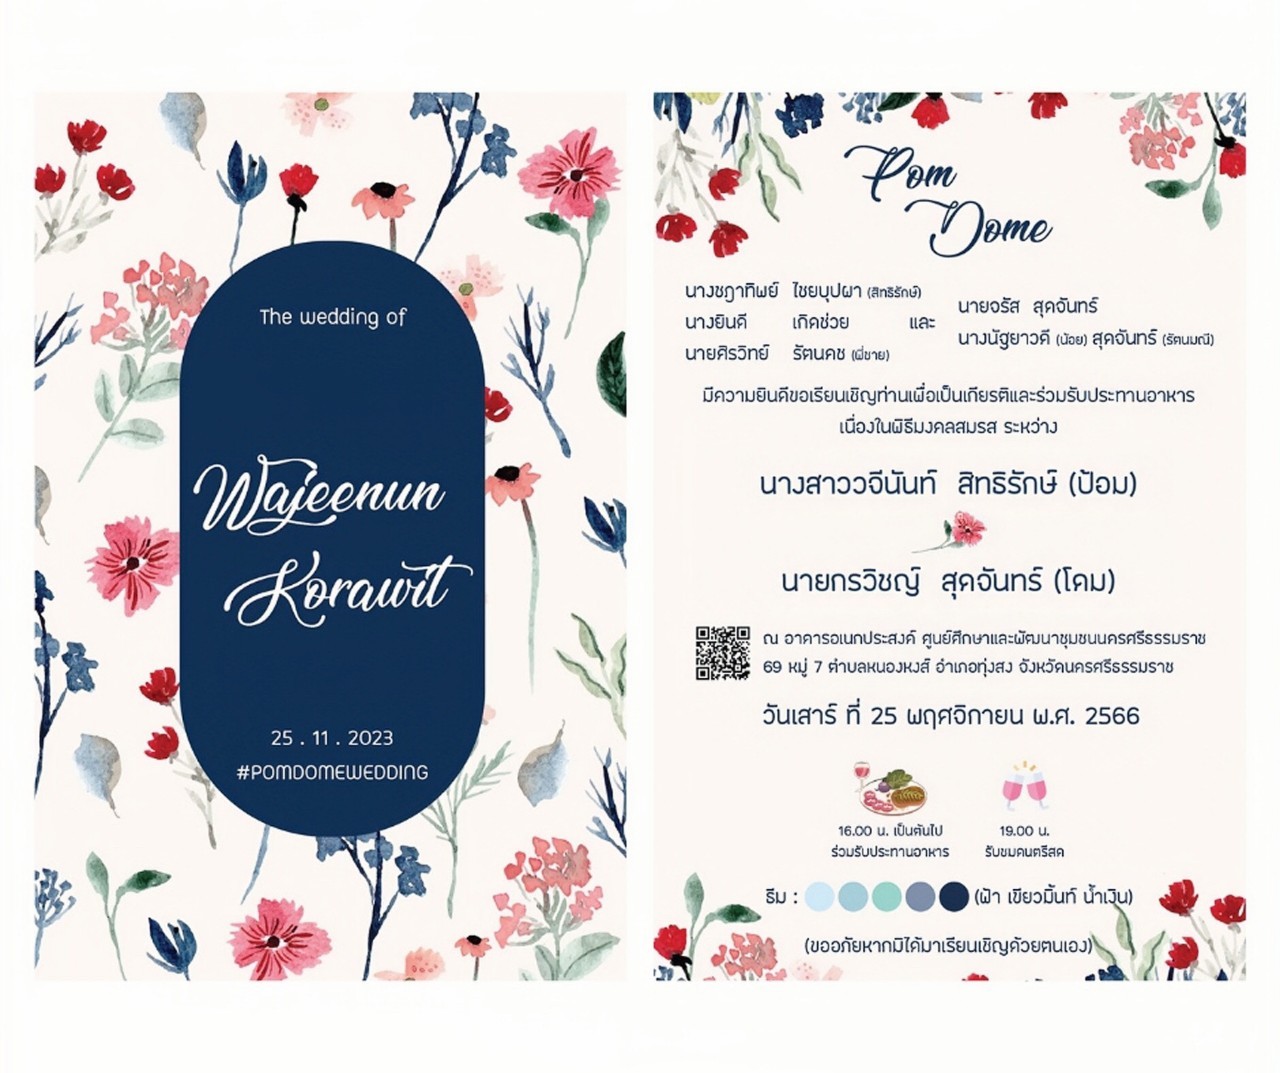 The wedding of
Wajeenun
Korawit
25 . 11 . 2023
#POMDOMEWEDDING
Pom
Dome
นางชฎาทิพย์ ไชยบุปผา (สิทธิรักษ์)
นางยินดี เกิดช่วย และ
นายศิรวิทย์ รัตนคช (พี่ชาย)
นายจรัส สุดจันทร์
นางนัฐยาวดี (น้อย) สุดจันทร์ (รัตนมณี)
มีความยินดีขอเรียนเชิญท่านเพื่อเป็นเกียรติและร่วมรับประทานอาหาร
เนื่องในพิธีมงคลสมรส ระหว่าง
นางสาววจีนันท์ สิทธิรักษ์ (ป้อม)
นายกรวิชญ์ สุดจันทร์ (โดม)
ณ อาคารอเนกประสงค์ ศูนย์ศึกษาและพัฒนาชุมชนนครศรีธรรมราช
69 หมู่ 7 ตำบลหนองหงส์ อำเภอทุ่งสง จังหวัดนครศรีธรรมราช
วันเสาร์ ที่ 25 พฤศจิกายน พ.ศ. 2566
16.00 น. เป็นต้นไป
ร่วมรับประทานอาหาร
19.00 น.
รับชมดนตรีสด
ธีม : (ฟ้า เขียวมิ้นท์ น้ำเงิน)
(ขออภัยหากมิได้มาเรียนเชิญด้วยตนเอง)